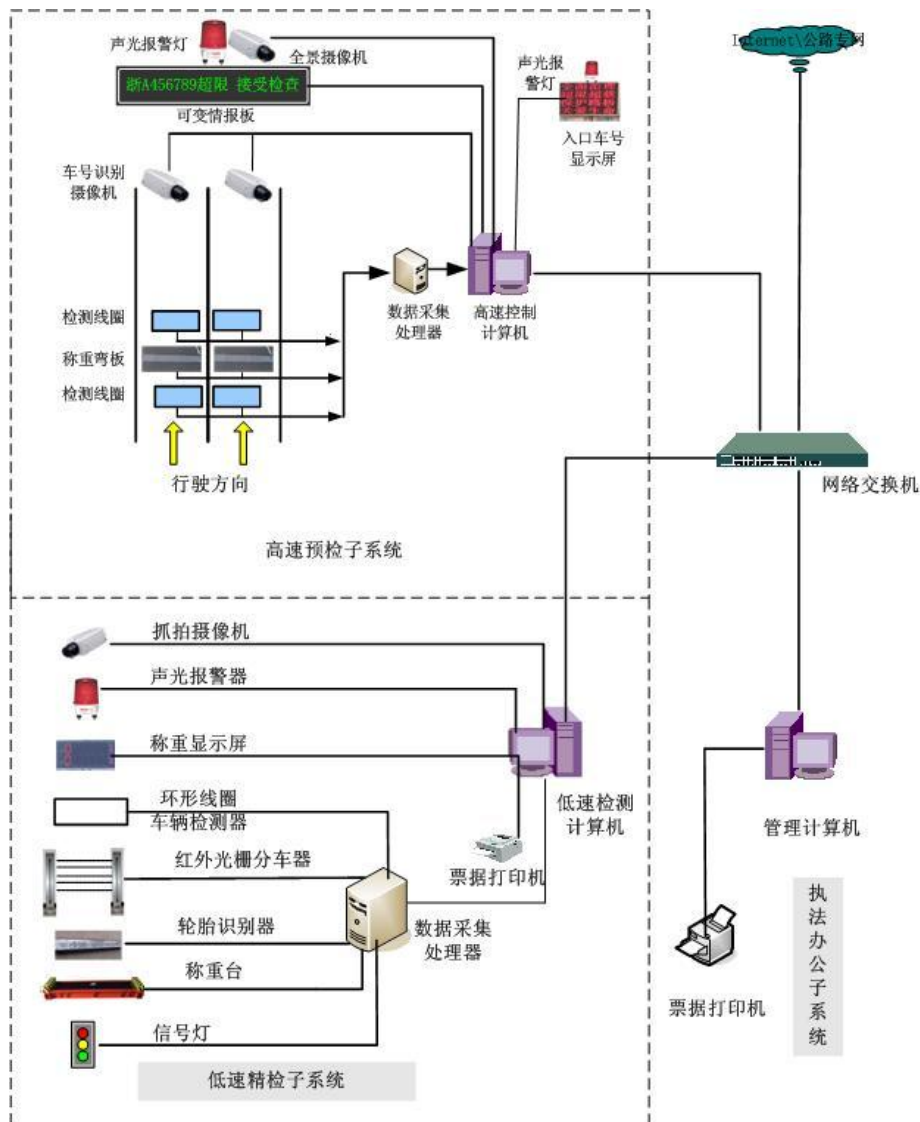 声光报警灯
全景摄像机
Internet\公路专网
浙A456789超限 接受检查
可变情报板
声光报
警灯
入口车号
显示屏
车号识别
摄像机
数据采集
处理器
高速控制
计算机
检测线圈
称重弯板
检测线圈
行驶方向
网络交换机
高速预检子系统
抓拍摄像机
声光报警器
称重显示屏
低速检测
计算机
环形线圈
车辆检测器
票据打印机
管理计算机
红外光栅分车器
轮胎识别器
数据采集
处理器
称重台
信号灯
票据打印机
执法办公子系统
低速精检子系统